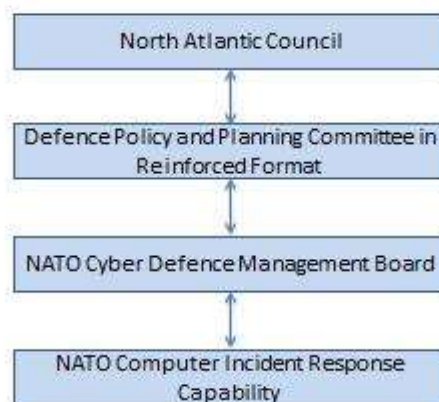 North Atlantic Council
Defence Policy and Planning Committee in
Reinforced Format
NATO Cyber Defence Management Board
NATO Computer Incident Response
Capability